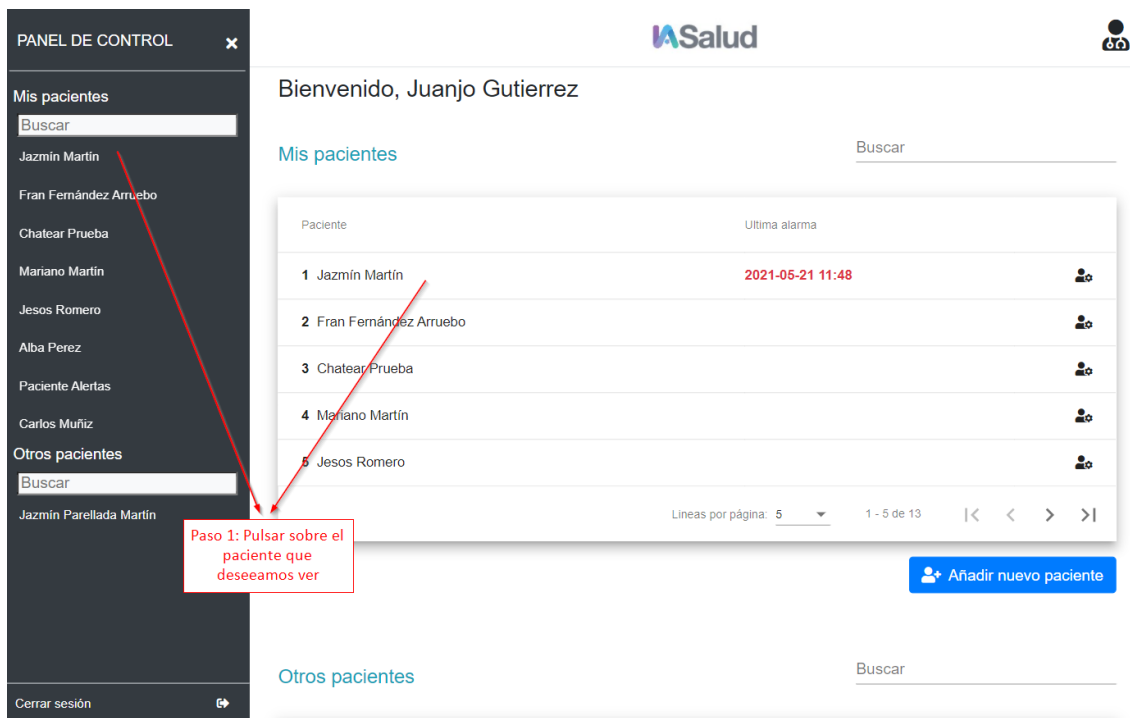 PANEL DE CONTROL ×
Mis pacientes
Buscar
Jazmín Martín
Fran Fernández Arruebo
Chatear Prueba
Mariano Martín
Jesos Romero
Alba Perez
Paciente Alertas
Carlos Muñiz
Otros pacientes
Buscar
Jazmín Parellada Martín
Cerrar sesión
IASalud
Bienvenido, Juanjo Gutierrez
Mis pacientes
Buscar
Paciente Ultima alarma
1 Jazmín Martín 2021-05-21 11:48
2 Fran Fernández Arruebo
3 Chatear Prueba
4 Mariano Martín
5 Jesos Romero
Lineas por página: 5 1 - 5 de 13
Paso 1: Pulsar sobre el
paciente que
deseeamos ver
Añadir nuevo paciente
Otros pacientes
Buscar